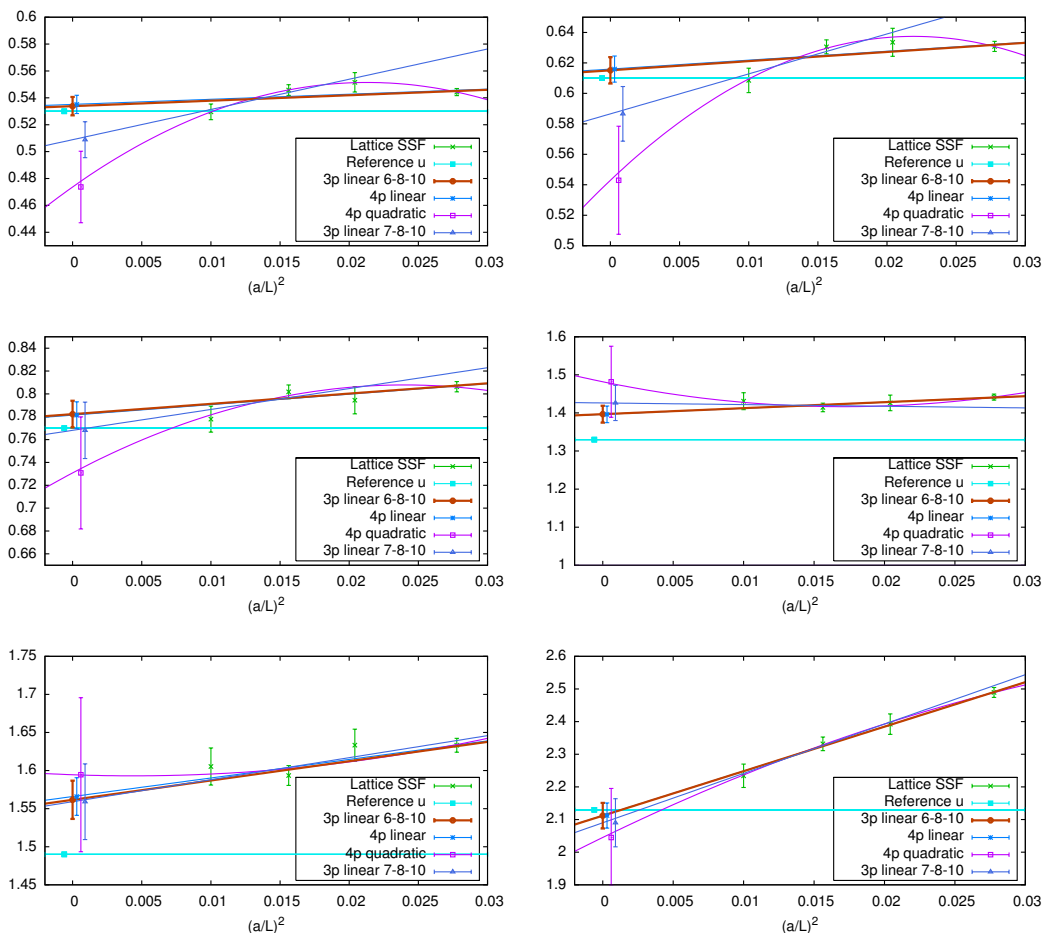 0.6
0.58
0.56
0.54
0.52
0.5
0.48
0.46
0.44
Lattice SSF
Reference u
3p linear 6-8-10
4p linear
4p quadratic
3p linear 7-8-10
0 0.005 0.01 0.015 0.02 0.025 0.03
(a/L)^2
0.64
0.62
0.6
0.58
0.56
0.54
0.52
0.5
Lattice SSF
Reference u
3p linear 6-8-10
4p linear
4p quadratic
3p linear 7-8-10
0 0.005 0.01 0.015 0.02 0.025 0.03
(a/L)^2
0.84
0.82
0.8
0.78
0.76
0.74
0.72
0.7
0.68
0.66
Lattice SSF
Reference u
3p linear 6-8-10
4p linear
4p quadratic
3p linear 7-8-10
0 0.005 0.01 0.015 0.02 0.025 0.03
(a/L)^2
1.6
1.5
1.4
1.3
1.2
1.1
1
Lattice SSF
Reference u
3p linear 6-8-10
4p linear
4p quadratic
3p linear 7-8-10
0 0.005 0.01 0.015 0.02 0.025 0.03
(a/L)^2
1.75
1.7
1.65
1.6
1.55
1.5
1.45
Lattice SSF
Reference u
3p linear 6-8-10
4p linear
4p quadratic
3p linear 7-8-10
0 0.005 0.01 0.015 0.02 0.025 0.03
(a/L)^2
2.6
2.5
2.4
2.3
2.2
2.1
2
1.9
Lattice SSF
Reference u
3p linear 6-8-10
4p linear
4p quadratic
3p linear 7-8-10
0 0.005 0.01 0.015 0.02 0.025 0.03
(a/L)^2